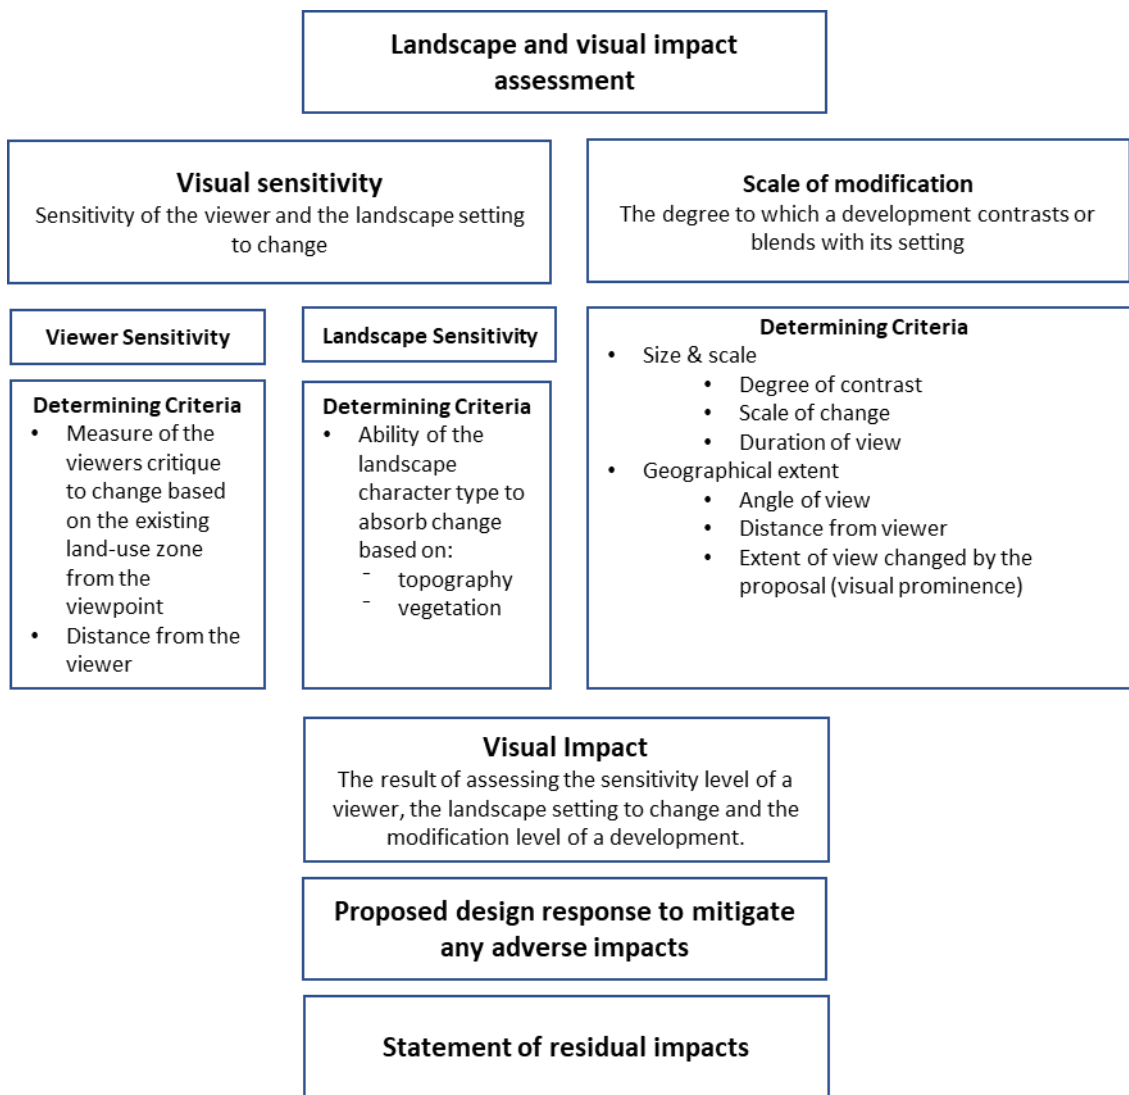 Landscape and visual impact
assessment
Visual sensitivity
Sensitivity of the viewer and the landscape setting
to change
Scale of modification
The degree to which a development contrasts or
blends with its setting
Viewer Sensitivity
Determining Criteria
• Measure of the
viewers critique
to change based
on the existing
land-use zone
from the
viewpoint
• Distance from the
viewer
Landscape Sensitivity
Determining Criteria
• Ability of the
landscape
character type to
absorb change
based on:
- topography
- vegetation
Determining Criteria
• Size & scale
• Degree of contrast
• Scale of change
• Duration of view
• Geographical extent
• Angle of view
• Distance from viewer
• Extent of view changed by the
proposal (visual prominence)
Visual Impact
The result of assessing the sensitivity level of a
viewer, the landscape setting to change and the
modification level of a development.
Proposed design response to mitigate
any adverse impacts
Statement of residual impacts